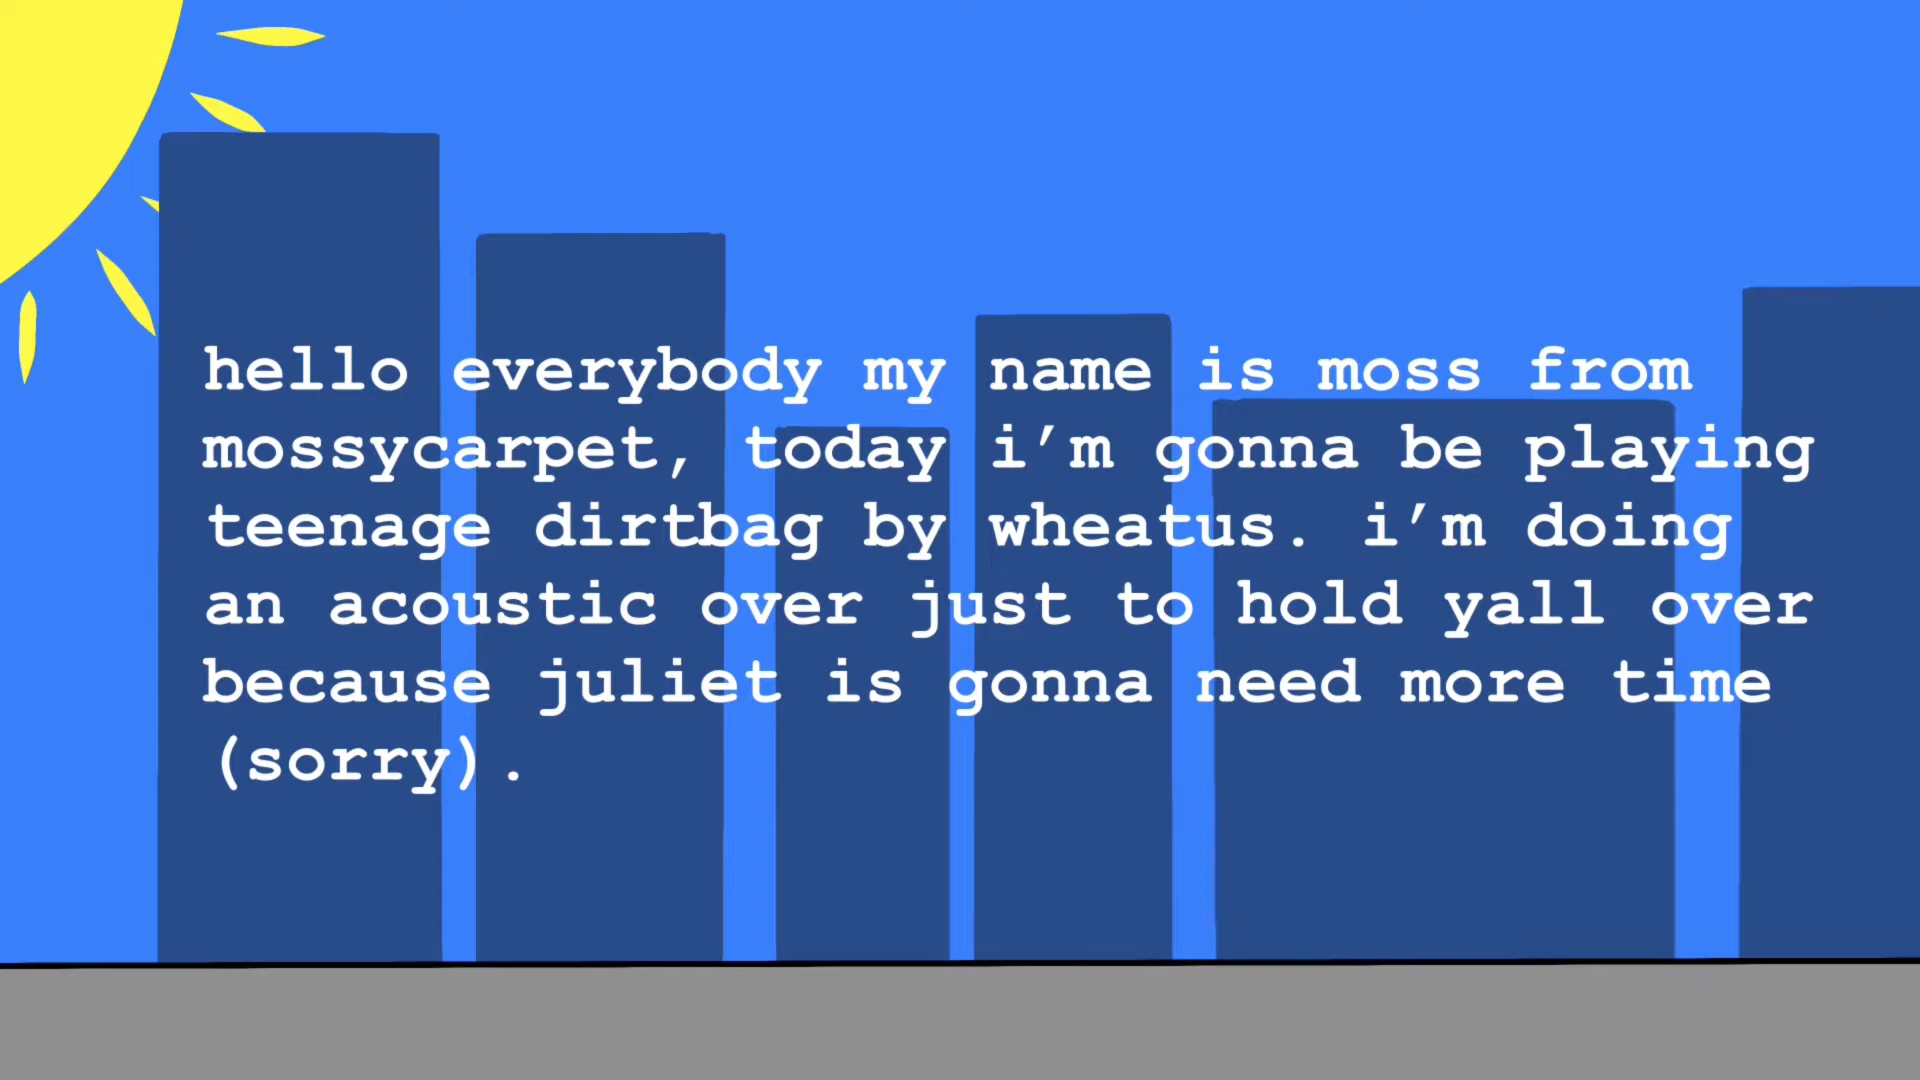 hello everybody my name is moss from
mossycarpet, today i’m gonna be playing
teenage dirtbag by wheatus. i’m doing
an acoustic over just to hold yall over
because juliet is gonna need more time
(sorry).